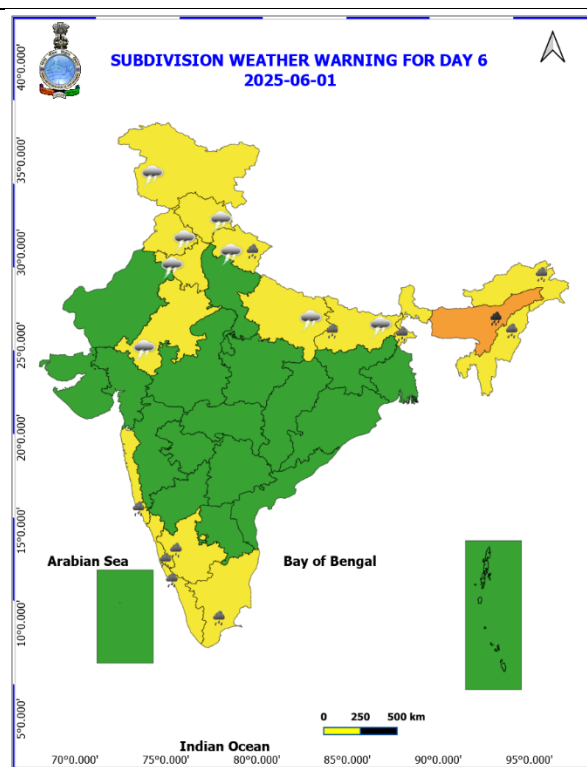 SUBDIVISION WEATHER WARNING FOR DAY 6
2025-06-01
40°0.000'
35°0.000'
30°0.000'
25°0.000'
20°0.000'
15°0.000'
10°0.000'
5°0.000'
Arabian Sea
Bay of Bengal
0 250 500 km
Indian Ocean
70°0.000' 75°0.000' 80°0.000' 85°0.000' 90°0.000' 95°0.000'